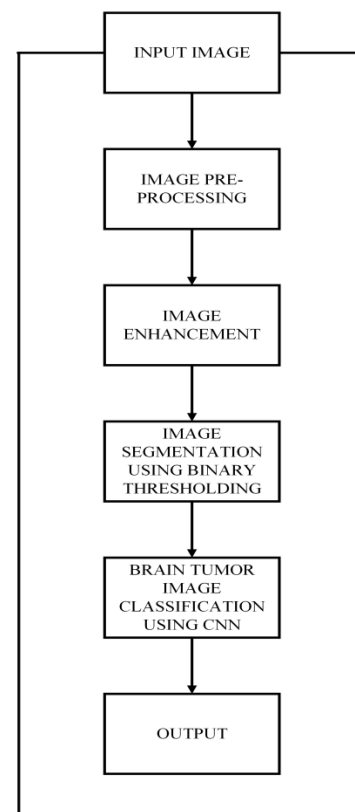 INPUT IMAGE
IMAGE PRE-
PROCESSING
IMAGE
ENHANCEMENT
IMAGE
SEGMENTATION
USING BINARY
THRESHOLDING
BRAIN TUMOR
IMAGE
CLASSIFICATION
USING CNN
OUTPUT